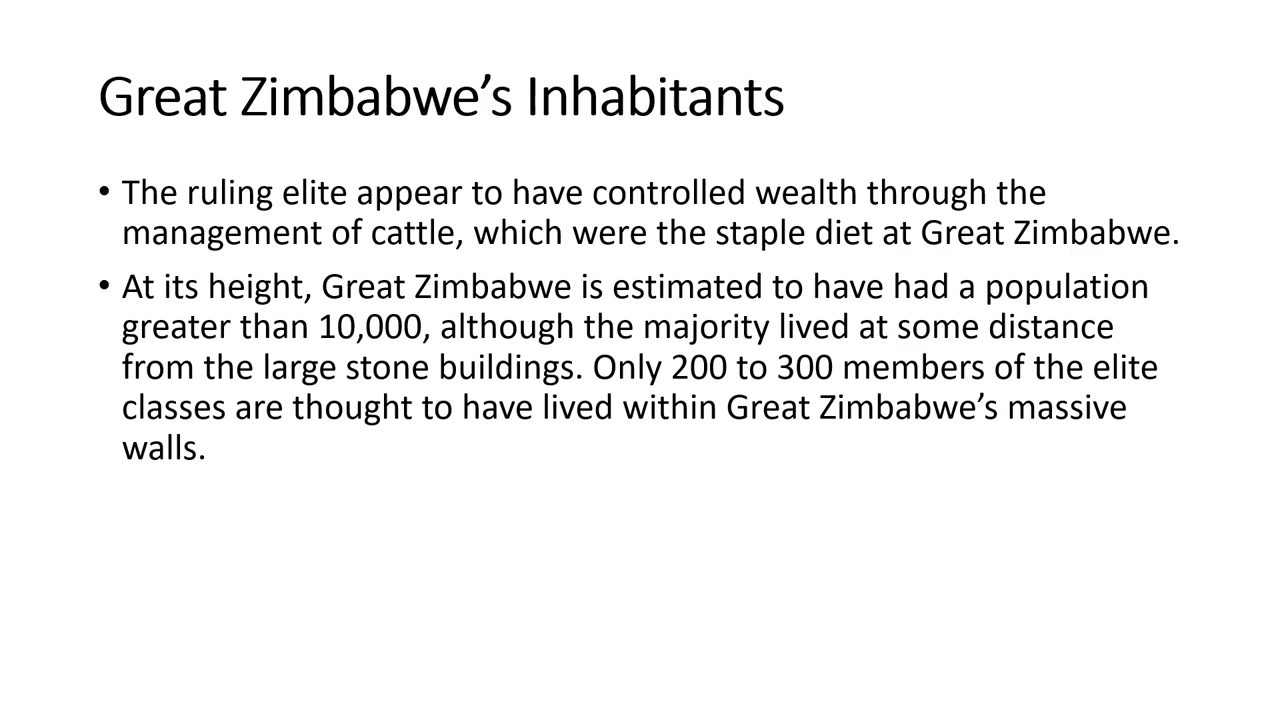 Great Zimbabwe’s Inhabitants
• The ruling elite appear to have controlled wealth through the
management of cattle, which were the staple diet at Great Zimbabwe.
• At its height, Great Zimbabwe is estimated to have had a population
greater than 10,000, although the majority lived at some distance
from the large stone buildings. Only 200 to 300 members of the elite
classes are thought to have lived within Great Zimbabwe’s massive
walls.